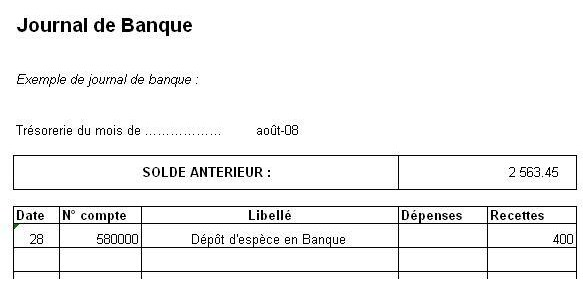 Journal de Banque
Exemple de journal de banque :
Trésorerie du mois de ……………… août-08
SOLDE ANTERIEUR : 2 563.45
Date N° compte Libellé Dépenses Recettes
28 580000 Dépôt d'espèce en Banque 400